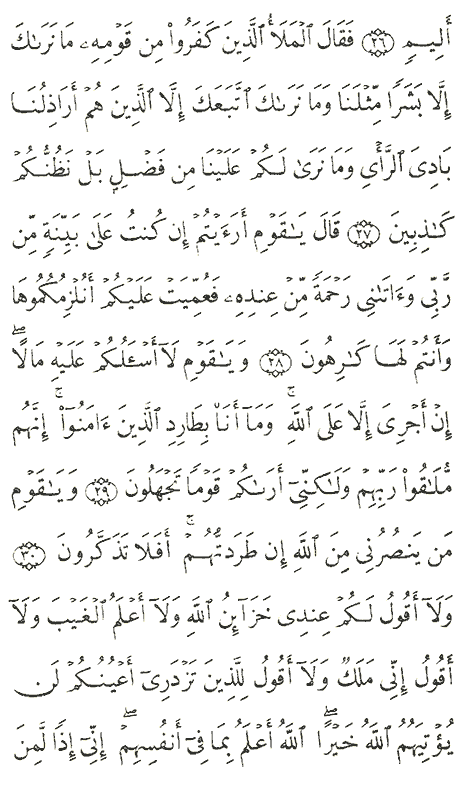 أَلِيمٖ ٢٦ فَقَالَ ٱلۡمَلَأُ ٱلَّذِينَ كَفَرُواْ مِن قَوۡمِهِۦ مَا نَرَىٰكَ
إِلَّا بَشَرٗا مِّثۡلَنَا وَمَا نَرَىٰكَ ٱتَّبَعَكَ إِلَّا ٱلَّذِينَ هُمۡ أَرَاذِلُنَا
بَادِيَ ٱلرَّأۡيِ وَمَا نَرَىٰ لَكُمۡ عَلَيۡنَا مِن فَضۡلِۭ بَلۡ نَظُنُّكُمۡ
كَٰذِبِينَ ٢٧ قَالَ يَٰقَوۡمِ أَرَءَيۡتُمۡ إِن كُنتُ عَلَىٰ بَيِّنَةٖ مِّن
رَّبِّي وَءَاتَىٰنِي رَحۡمَةٗ مِّنۡ عِندِهِۦ فَعُمِّيَتۡ عَلَيۡكُمۡ أَنُلۡزِمُكُمُوهَا
وَأَنتُمۡ لَهَا كَٰرِهُونَ ٢٨ وَيَٰقَوۡمِ لَآ أَسۡـَٔلُكُمۡ عَلَيۡهِ مَالًاۖ
إِنۡ أَجۡرِيَ إِلَّا عَلَى ٱللَّهِۚ وَمَآ أَنَا۠ بِطَارِدِ ٱلَّذِينَ ءَامَنُوٓاْۚ إِنَّهُم
مُّلَٰقُواْ رَبِّهِمۡ وَلَٰكِنِّيٓ أَرَىٰكُمۡ قَوۡمٗا تَجۡهَلُونَ ٢٩ وَيَٰقَوۡمِ
مَن يَنصُرُنِي مِنَ ٱللَّهِ إِن طَرَدتُّهُمۡۚ أَفَلَا تَذَكَّرُونَ ٣٠
وَلَآ أَقُولُ لَكُمۡ عِندِي خَزَآئِنُ ٱللَّهِ وَلَآ أَعۡلَمُ ٱلۡغَيۡبَ وَلَآ
أَقُولُ إِنِّي مَلَكٞ وَلَآ أَقُولُ لِلَّذِينَ تَزۡدَرِيٓ أَعۡيُنُكُمۡ لَن
يُؤۡتِيَهُمُ ٱللَّهُ خَيۡرًاۖ ٱللَّهُ أَعۡلَمُ بِمَا فِيٓ أَنفُسِهِمۡۖ إِنِّيٓ إِذٗا لَّمِنَ